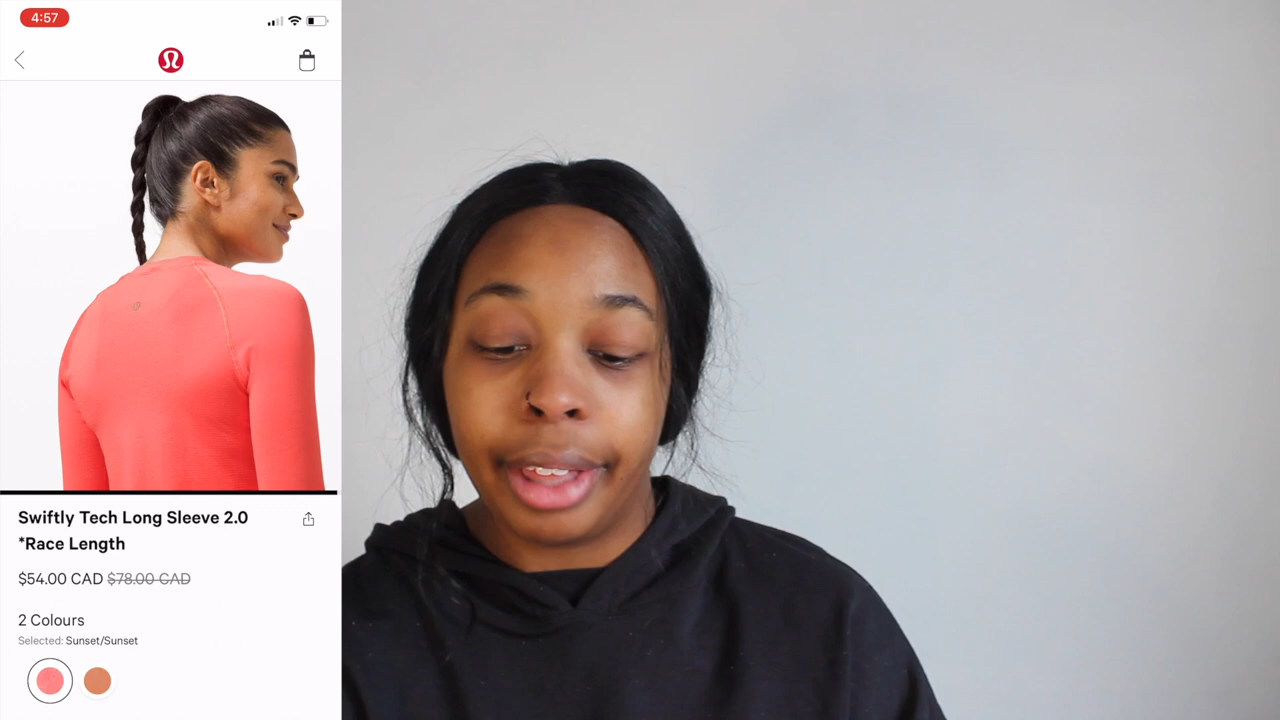 4:57
Swiftly Tech Long Sleeve 2.0
*Race Length
$54.00 CAD $78.00 CAD
2 Colours
Selected: Sunset/Sunset